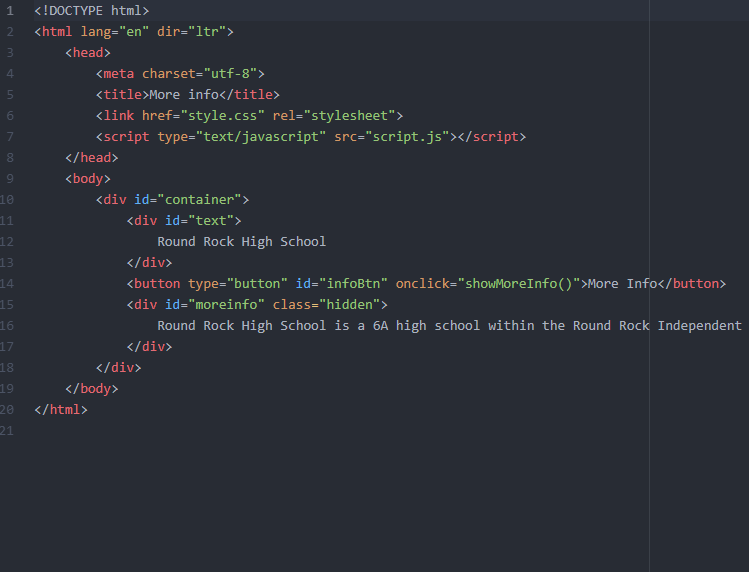 1 <!DOCTYPE html>
2 <html lang="en" dir="ltr">
3     <head>
4         <meta charset="utf-8">
5         <title>More info</title>
6         <link href="style.css" rel="stylesheet">
7         <script type="text/javascript" src="script.js"></script>
8     </head>
9     <body>
10         <div id="container">
11             <div id="text">
12                 Round Rock High School
13             </div>
14             <button type="button" id="infoBtn" onclick="showMoreInfo()">More Info</button>
15             <div id="moreinfo" class="hidden">
16                 Round Rock High School is a 6A high school within the Round Rock Independent
17             </div>
18         </div>
19     </body>
20 </html>
21